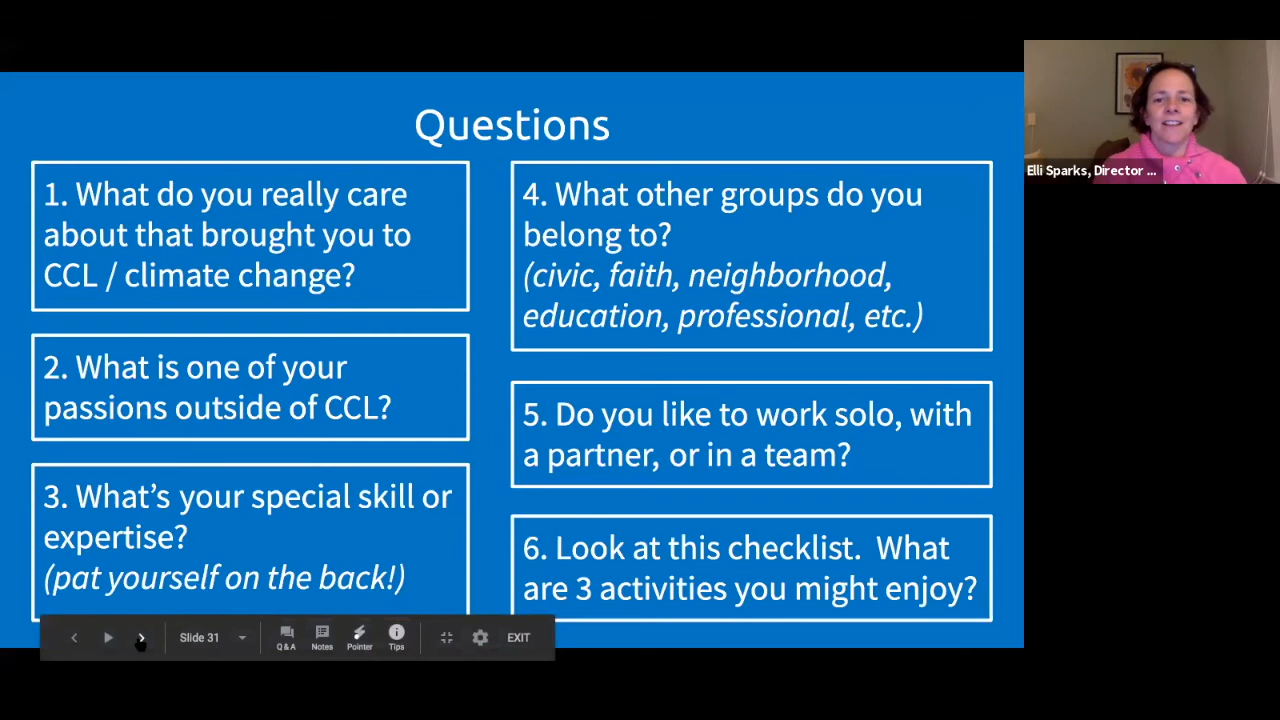 Questions
1. What do you really care
about that brought you to
CCL / climate change?
2. What is one of your
passions outside of CCL?
3. What's your special skill or
expertise?
(pat yourself on the back!)
4. What other groups do you
belong to?
(civic, faith, neighborhood,
education, professional, etc.)
5. Do you like to work solo, with
a partner, or in a team?
6. Look at this checklist.  What
are 3 activities you might enjoy?
Elli Sparks, Director ...
Slide 31
Q&A
Notes
Pointer
Tips
EXIT